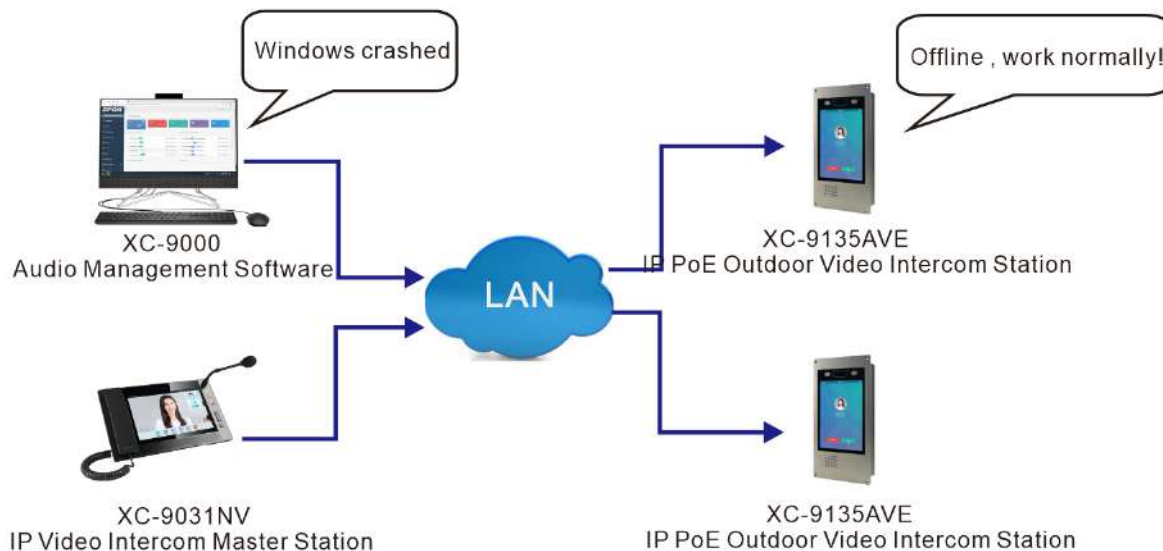 Windows crashed
Offline , work normally!
XC-9000
Audio Management Software
XC-9135AVE
IP PoE Outdoor Video Intercom Station
LAN
XC-9031NV
IP Video Intercom Master Station
XC-9135AVE
IP PoE Outdoor Video Intercom Station